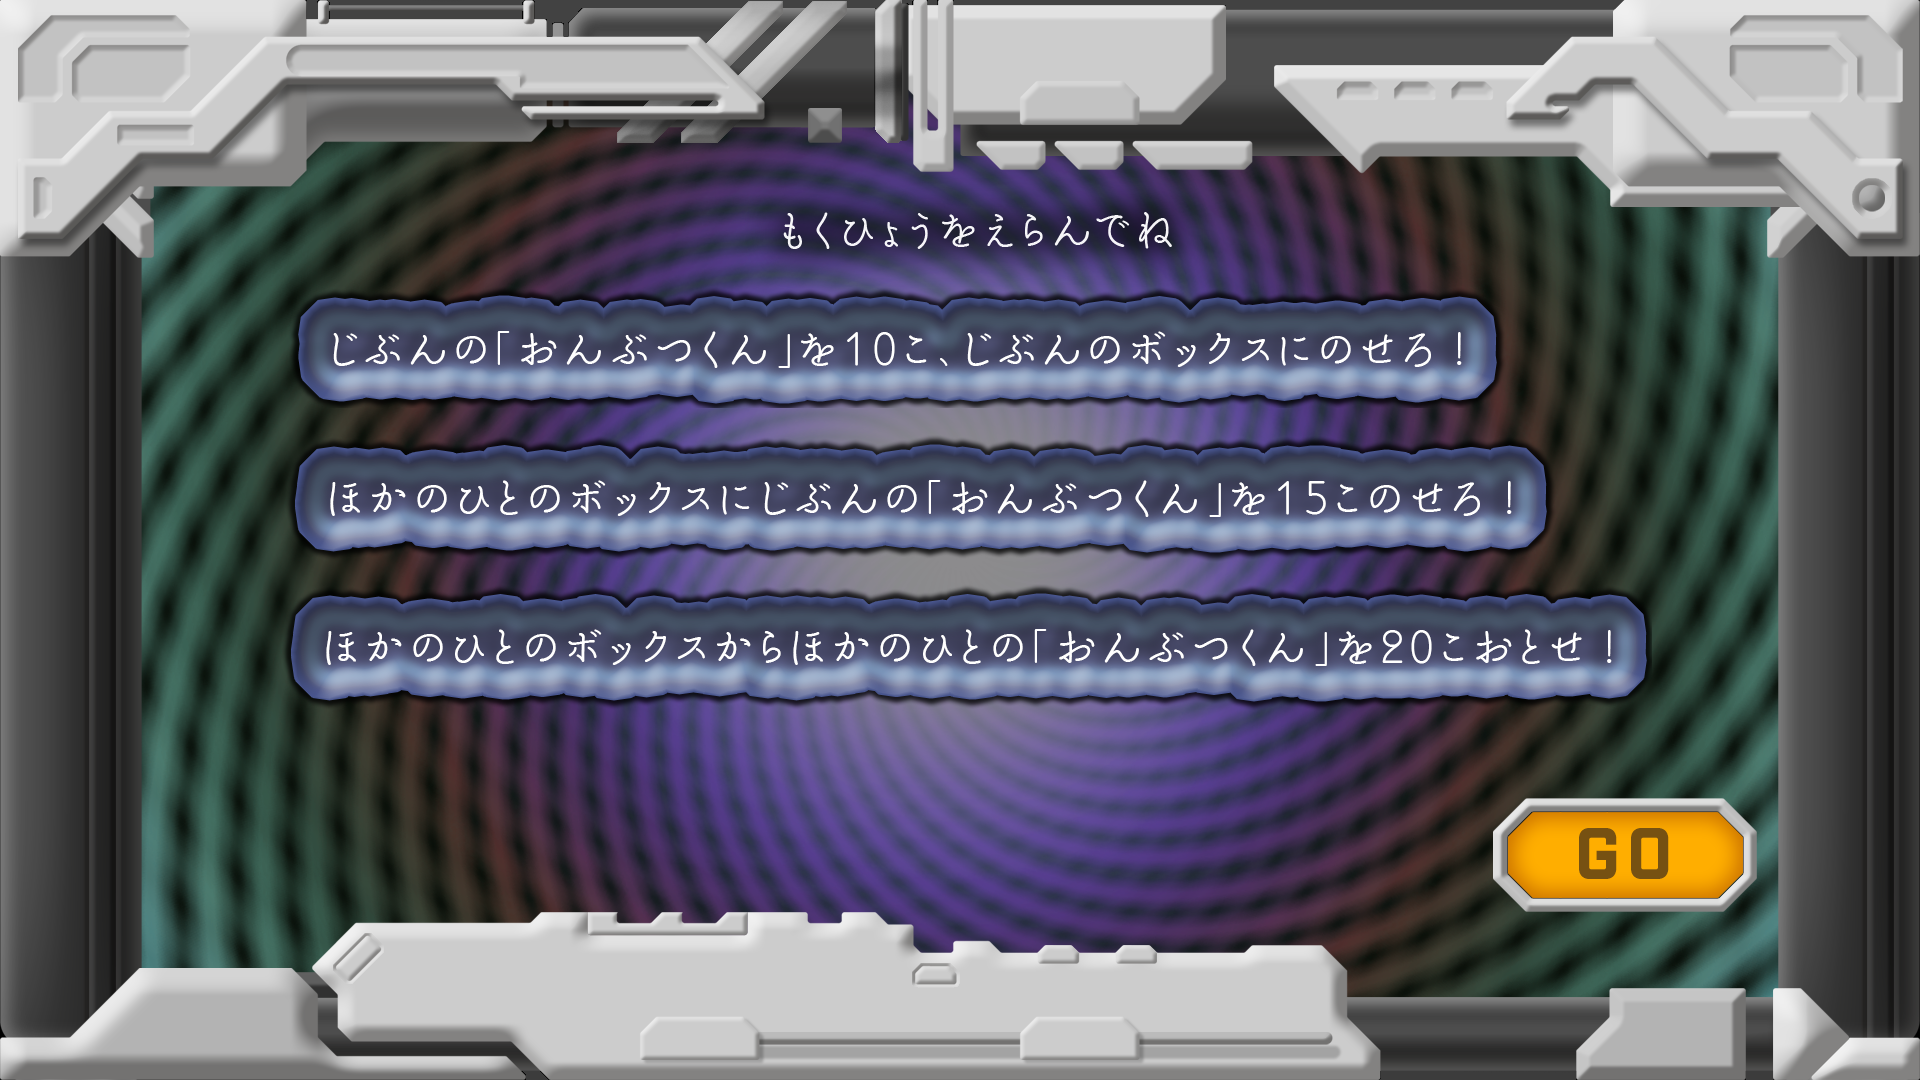 もくひょうをえらんでね
じぶんの「おんぶつくん」を10こ、じぶんのボックスにのせろ！
ほかのひとのボックスにじぶんの「おんぶつくん」を15このせろ！
ほかのひとのボックスからほかのひとの「おんぶつくん」を20こおとせ！
GO